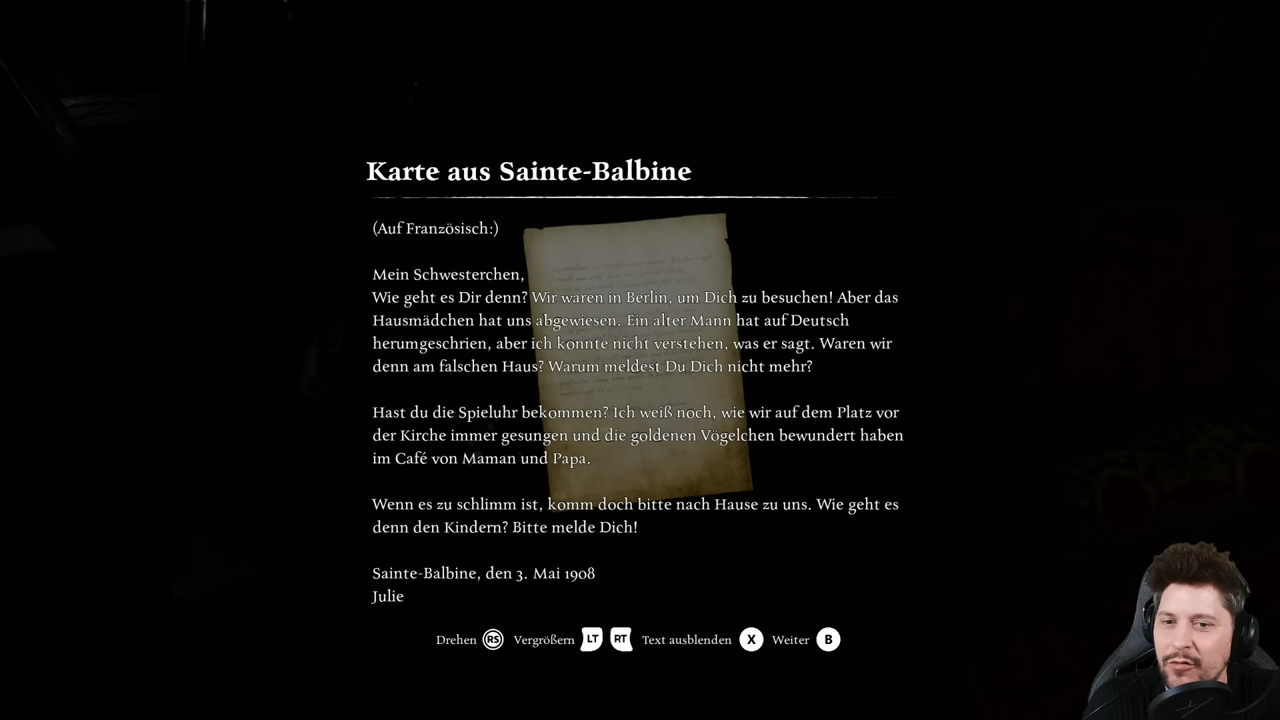 Karte aus Sainte-Balbine
(Auf Französisch:)
Mein Schwesterchen,
Wie geht es Dir denn? Wir waren in Berlin, um Dich zu besuchen! Aber das
Hausmädchen hat uns abgewiesen. Ein alter Mann hat auf Deutsch
herumgeschrien, aber ich konnte nicht verstehen, was er sagt. Waren wir
denn am falschen Haus? Warum meldest Du Dich nicht mehr?
Hast du die Spieluhr bekommen? Ich weiß noch, wie wir auf dem Platz vor
der Kirche immer gesungen und die goldenen Vögelchen bewundert haben
im Café von Maman und Papa.
Wenn es zu schlimm ist, komm doch bitte nach Hause zu uns. Wie geht es
denn den Kindern? Bitte melde Dich!
Sainte-Balbine, den 3. Mai 1908
Julie
Drehen RS Vergrößern LT RT Text ausblenden X Weiter B